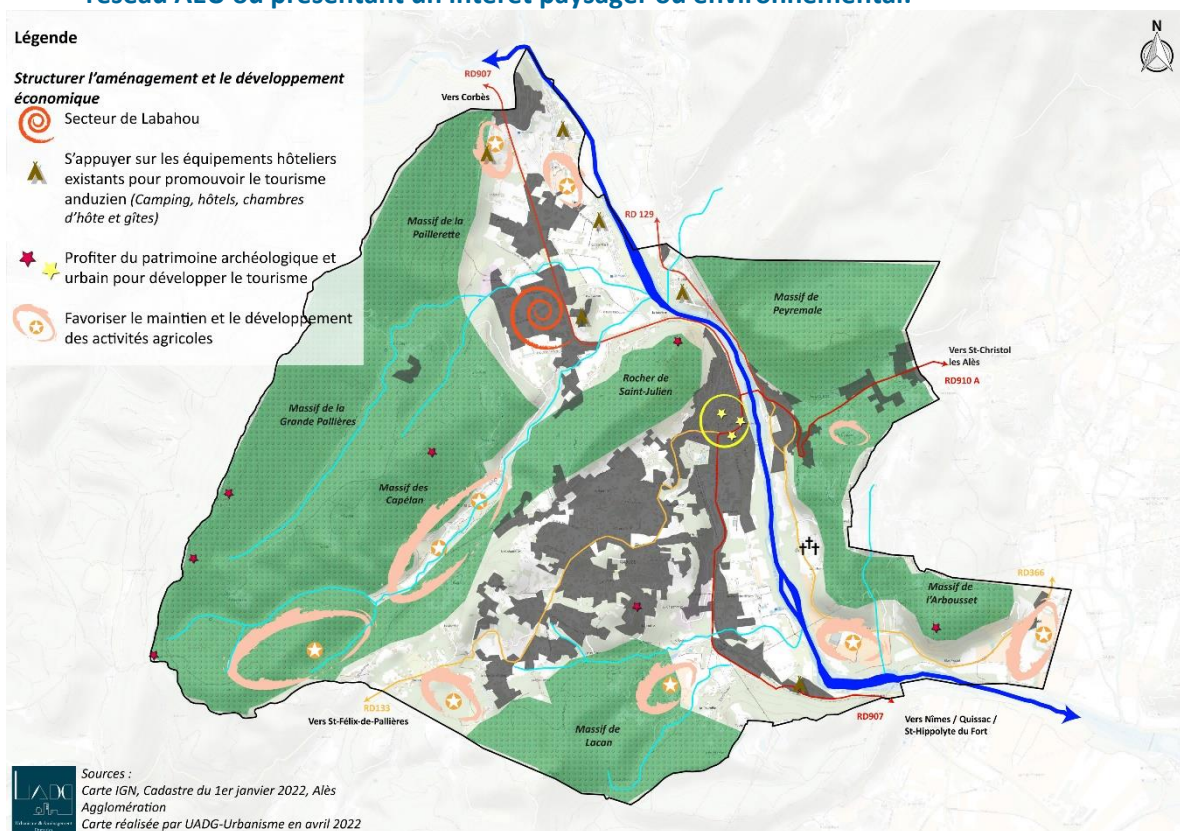 réseau AEU ou présentant un intérêt paysager ou environnemental.
Légende
Structurer l'aménagement et le développement
économique
Secteur de Labahou
S'appuyer sur les équipements hôteliers
existants pour promouvoir le tourisme
anduzien (Camping, hôtels, chambres
d'hôte et gîtes)
Profiter du patrimoine archéologique et
urbain pour développer le tourisme
Favoriser le maintien et le développement
des activités agricoles
N
RD907
Vers Corbès
RD 129
Massif de la
Paillerette
Massif de
Peyremale
Vers St-Christol
les Alès
RD910 A
Rocher de
Saint-Julien
Massif de la
Grande Pallières
Massif des
Capélan
RD366
Massif de
l'Arbousset
RD133
Vers St-Félix-de-Pallières
Massif de
Lacan
RD907
Vers Nîmes / Quissac /
St-Hippolyte du Fort
UADG
Sources :
Carte IGN, Cadastre du 1er janvier 2022, Alès
Agglomération
Carte réalisée par UADG-Urbanisme en avril 2022